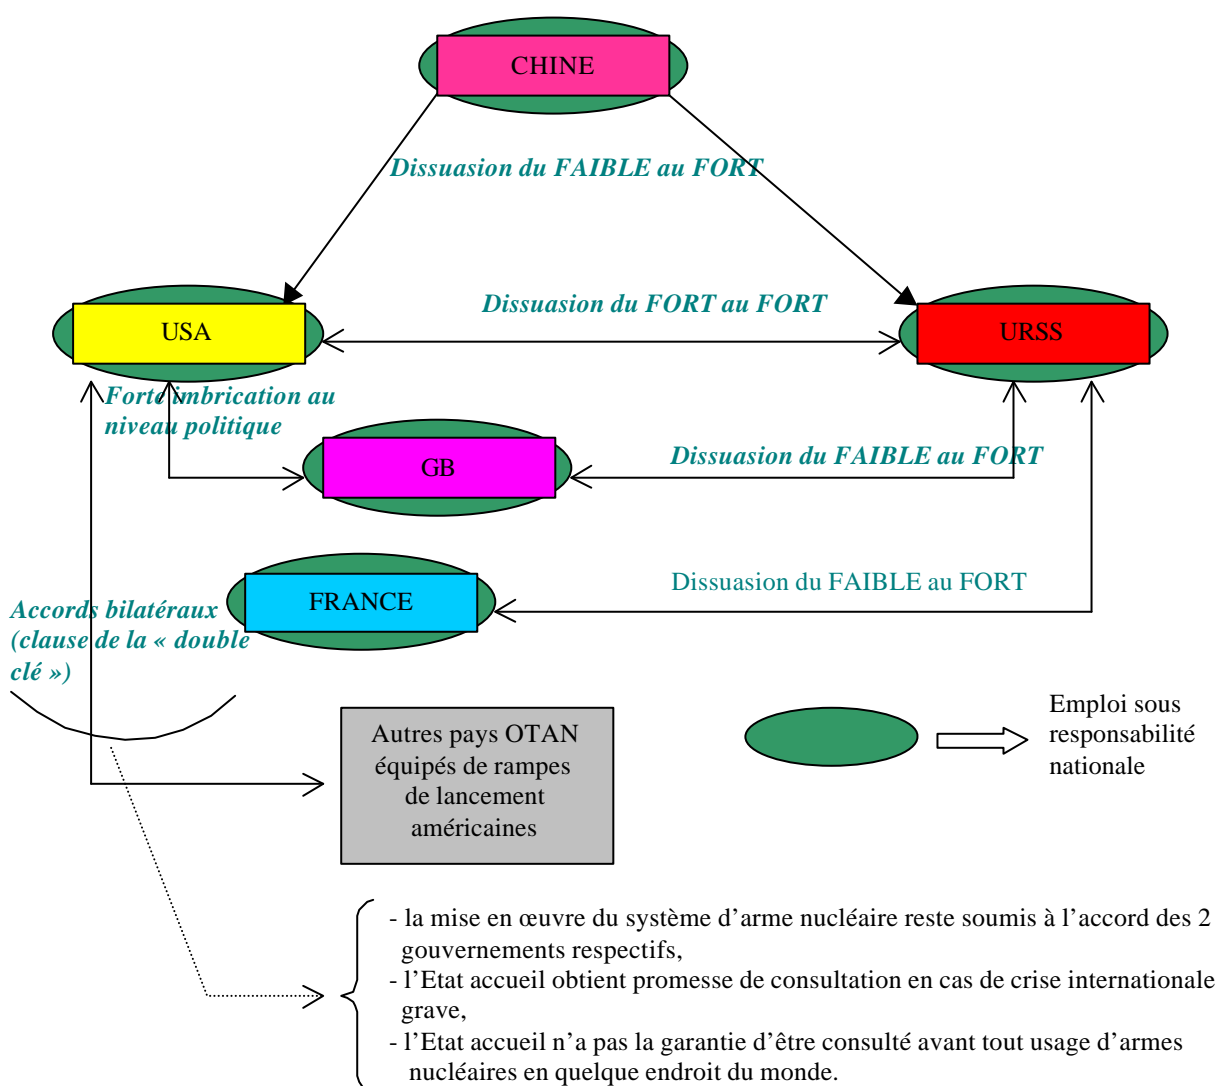 CHINE
Dissuasion du FAIBLE au FORT
Dissuasion du FORT au FORT
USA
URSS
Forte imbrication au
niveau politique
GB
Dissuasion du FAIBLE au FORT
FRANCE
Dissuasion du FAIBLE au FORT
Accords bilatéraux
(clause de la « double
clé »)
Autres pays OTAN
équipés de rampes
de lancement
américaines
Emploi sous
responsabilité
nationale
- la mise en œuvre du système d’arme nucléaire reste soumis à l’accord des 2
gouvernements respectifs,
- l’Etat accueil obtient promesse de consultation en cas de crise internationale
grave,
- l’Etat accueil n’a pas la garantie d’être consulté avant tout usage d’armes
nucléaires en quelque endroit du monde.